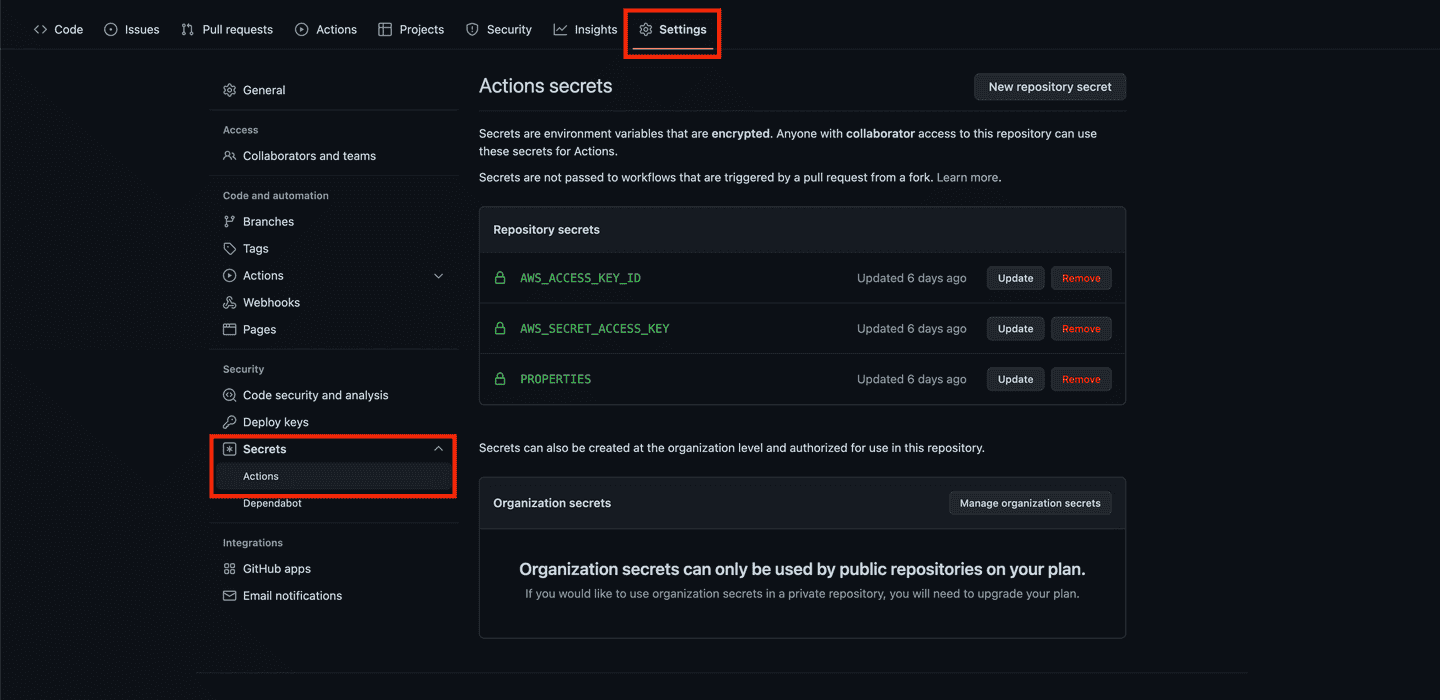 Code Issues Pull requests Actions Projects Security Insights Settings
General
Access
Collaborators and teams
Code and automation
Branches
Tags
Actions
Webhooks
Pages
Security
Code security and analysis
Deploy keys
Secrets
Actions
Dependabot
Integrations
GitHub apps
Email notifications
Actions secrets
New repository secret
Secrets are environment variables that are encrypted. Anyone with collaborator access to this repository can use
these secrets for Actions.
Secrets are not passed to workflows that are triggered by a pull request from a fork. Learn more.
Repository secrets
AWS_ACCESS_KEY_ID Updated 6 days ago Update Remove
AWS_SECRET_ACCESS_KEY Updated 6 days ago Update Remove
PROPERTIES Updated 6 days ago Update Remove
Secrets can also be created at the organization level and authorized for use in this repository.
Organization secrets Manage organization secrets
Organization secrets can only be used by public repositories on your plan.
If you would like to use organization secrets in a private repository, you will need to upgrade your plan.